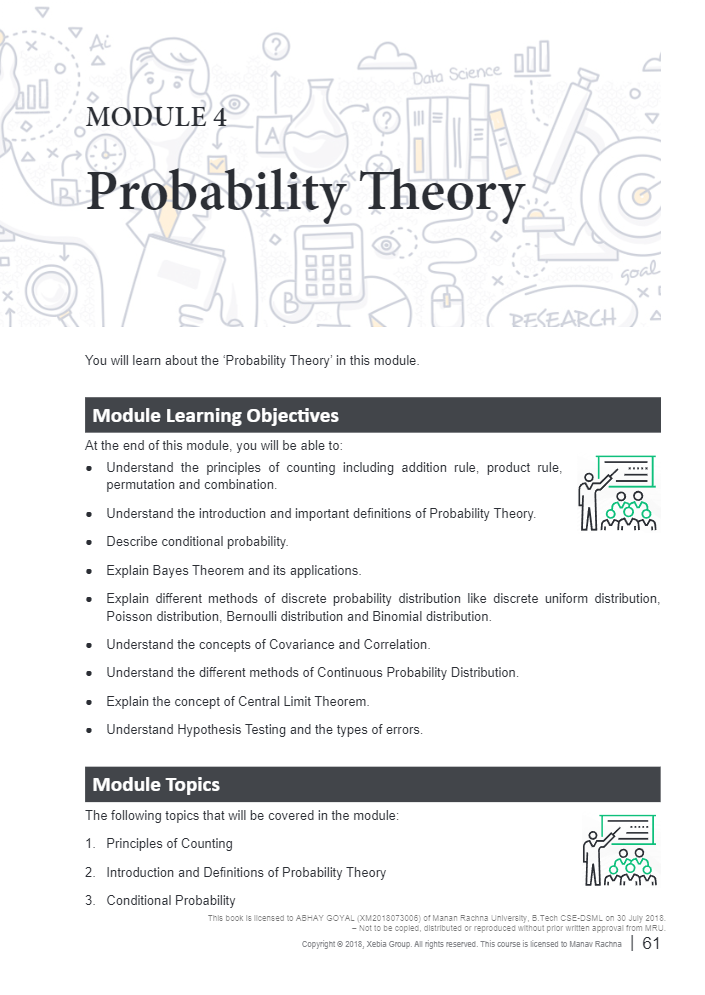 Ai
Data Science
MODULE 4
A
Probability Theory
B
goal
B
RESEARCH
You will learn about the ‘Probability Theory’ in this module.
Module Learning Objectives
At the end of this module, you will be able to:
● Understand the principles of counting including addition rule, product rule,
permutation and combination.
● Understand the introduction and important definitions of Probability Theory.
● Describe conditional probability.
● Explain Bayes Theorem and its applications.
● Explain different methods of discrete probability distribution like discrete uniform distribution,
Poisson distribution, Bernoulli distribution and Binomial distribution.
● Understand the concepts of Covariance and Correlation.
● Understand the different methods of Continuous Probability Distribution.
● Explain the concept of Central Limit Theorem.
● Understand Hypothesis Testing and the types of errors.
Module Topics
The following topics that will be covered in the module:
1. Principles of Counting
2. Introduction and Definitions of Probability Theory
3. Conditional Probability
This book is licensed to ABHAY GOYAL (XM2018073006) of Manan Rachna University, B.Tech CSE-DSML on 30 July 2018.
– Not to be copied, distributed or reproduced without prior written approval from MRU.
Copyright © 2018, Xebia Group. All rights reserved. This course is licensed to Manav Rachna | 61